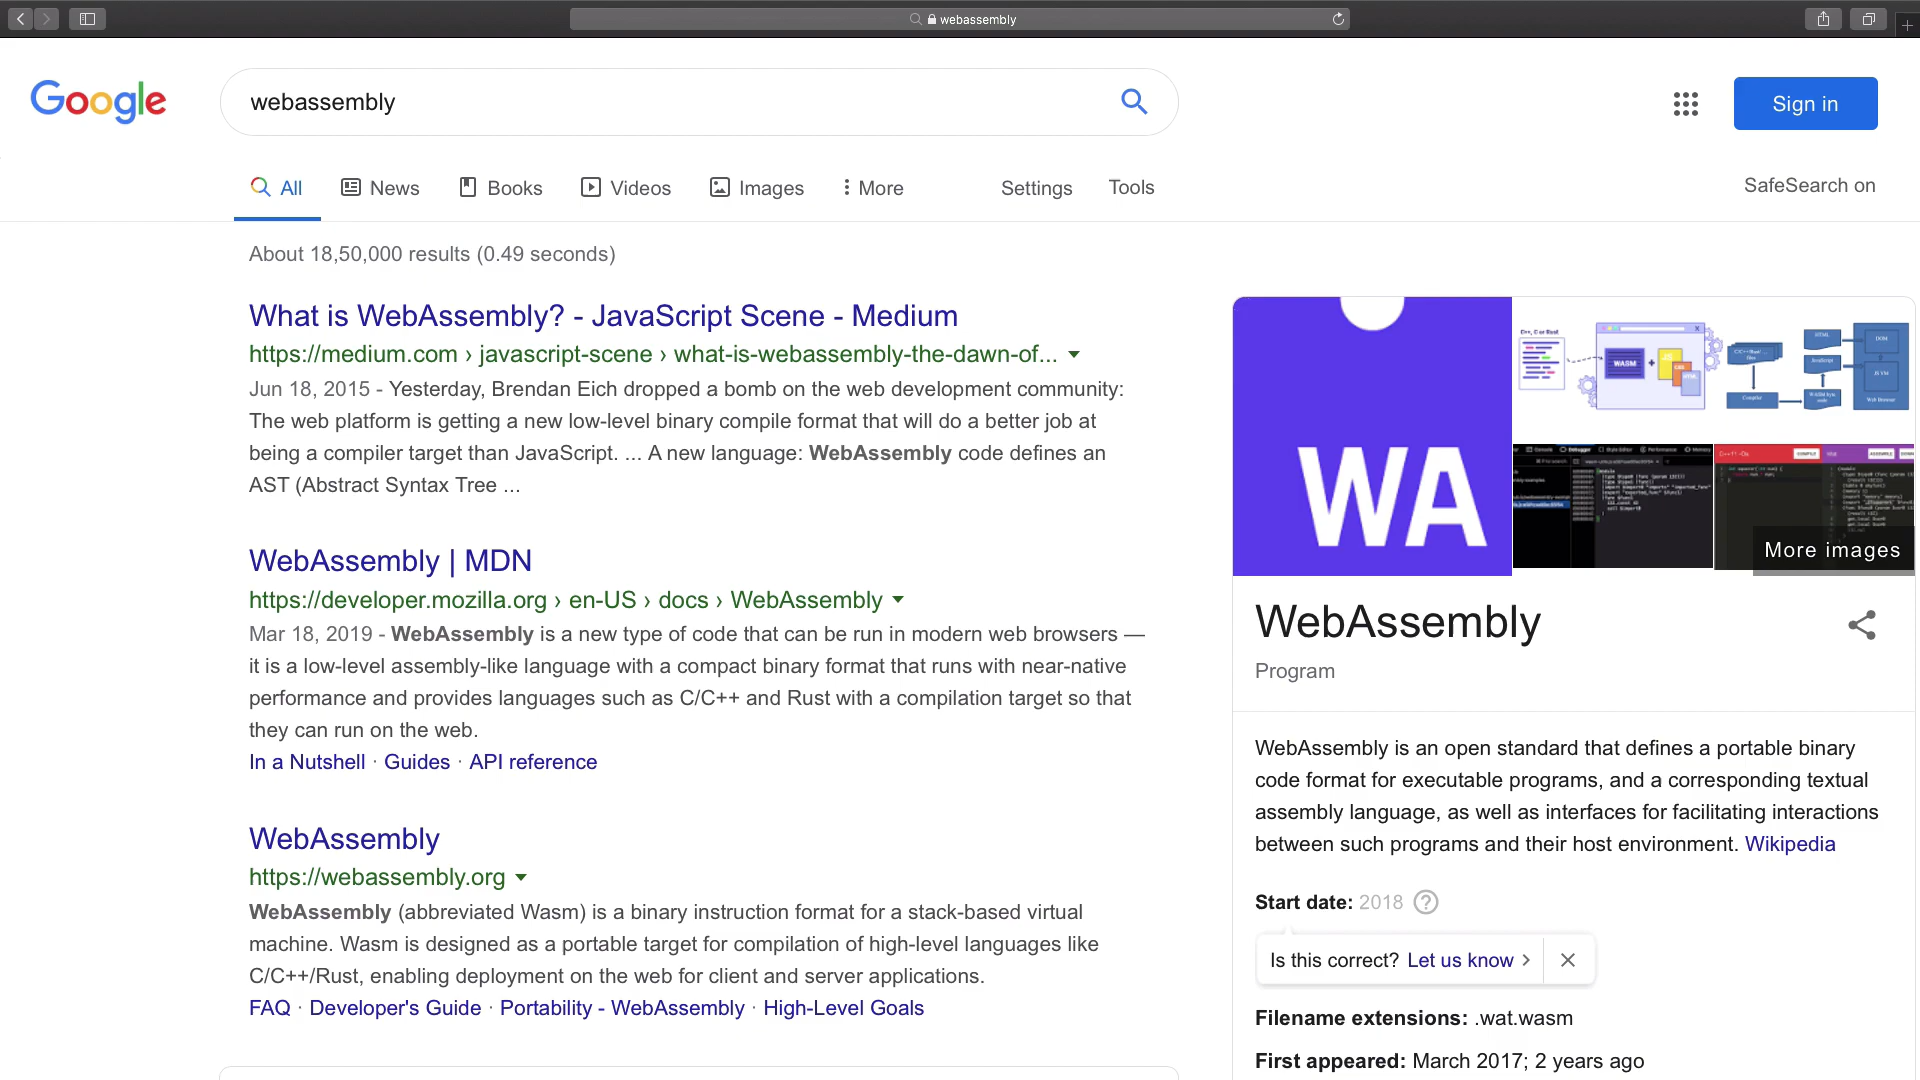 webassembly
Google
webassembly
Sign in
All
News
Books
Videos
Images
More
Settings
Tools
SafeSearch on
About 18,50,000 results (0.49 seconds)
What is WebAssembly? - JavaScript Scene - Medium
https://medium.com › javascript-scene › what-is-webassembly-the-dawn-of...
Jun 18, 2015 - Yesterday, Brendan Eich dropped a bomb on the web development community:
The web platform is getting a new low-level binary compile format that will do a better job at
being a compiler target than JavaScript. ... A new language: WebAssembly code defines an
AST (Abstract Syntax Tree ...
WebAssembly | MDN
https://developer.mozilla.org › en-US › docs › WebAssembly
Mar 18, 2019 - WebAssembly is a new type of code that can be run in modern web browsers —
it is a low-level assembly-like language with a compact binary format that runs with near-native
performance and provides languages such as C/C++ and Rust with a compilation target so that
they can run on the web.
In a Nutshell · Guides · API reference
WebAssembly
https://webassembly.org
WebAssembly (abbreviated Wasm) is a binary instruction format for a stack-based virtual
machine. Wasm is designed as a portable target for compilation of high-level languages like
C/C++/Rust, enabling deployment on the web for client and server applications.
FAQ · Developer's Guide · Portability - WebAssembly · High-Level Goals
WA
C++, C or Rust
WASM
JS
HTML
DOM
JavaScript
JS VM
Compiler
Web Browser
More images
WebAssembly
Program
WebAssembly is an open standard that defines a portable binary
code format for executable programs, and a corresponding textual
assembly language, as well as interfaces for facilitating interactions
between such programs and their host environment. Wikipedia
Start date: 2018
Is this correct? Let us know
Filename extensions: .wat.wasm
First appeared: March 2017; 2 years ago